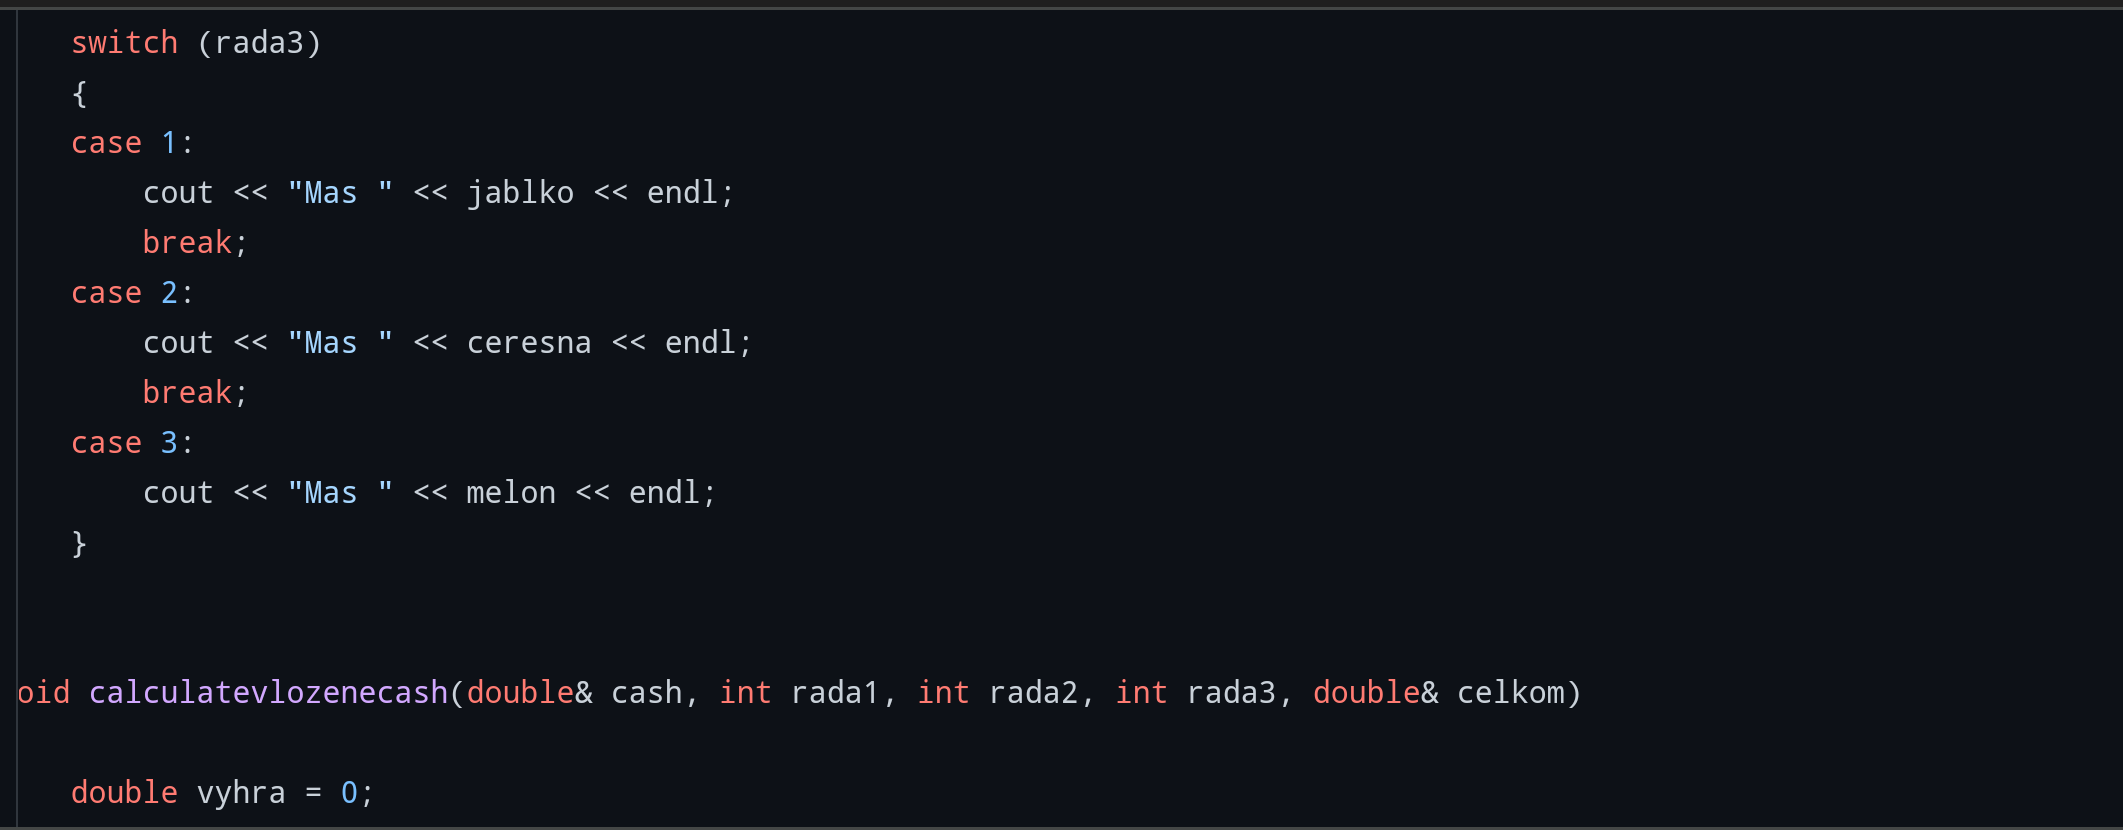 switch (rada3)
{
case 1:
cout << "Mas " << jablko << endl;
break;
case 2:
cout << "Mas " << ceresna << endl;
break;
case 3:
cout << "Mas " << melon << endl;
}
oid calculatevlozenecash(double& cash, int rada1, int rada2, int rada3, double& celkom)
double vyhra = 0;